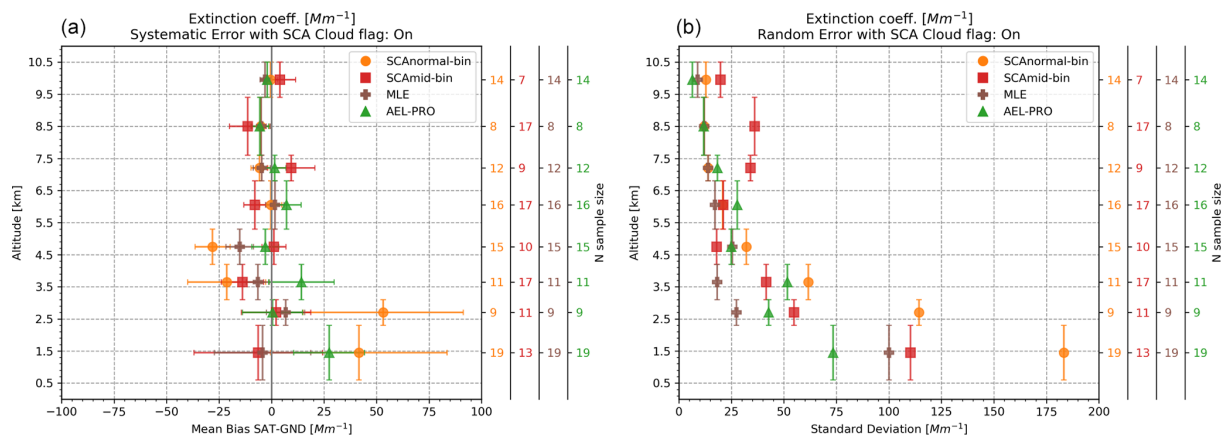 (a)
Extinction coeff. [Mm⁻¹]
Systematic Error with SCA Cloud flag: On
SCAnormal-bin
SCAmid-bin
MLE
AEL-PRO
Altitude [km]
10.5
9.5
8.5
7.5
6.5
5.5
4.5
3.5
2.5
1.5
0.5
−100 −75 −50 −25 0 25 50 75 100
Mean Bias SAT-GND [Mm⁻¹]
14 7 14 14
8 17 8 8
12 9 12 12
16 17 16 16
15 10 15 15
11 17 11 11
9 11 9 9
19 13 19 19
N sample size
(b)
Extinction coeff. [Mm⁻¹]
Random Error with SCA Cloud flag: On
SCAnormal-bin
SCAmid-bin
MLE
AEL-PRO
Altitude [km]
10.5
9.5
8.5
7.5
6.5
5.5
4.5
3.5
2.5
1.5
0.5
0 25 50 75 100 125 150 175 200
Standard Deviation [Mm⁻¹]
14 7 14 14
8 17 8 8
12 9 12 12
16 17 16 16
15 10 15 15
11 17 11 11
9 11 9 9
19 13 19 19
N sample size